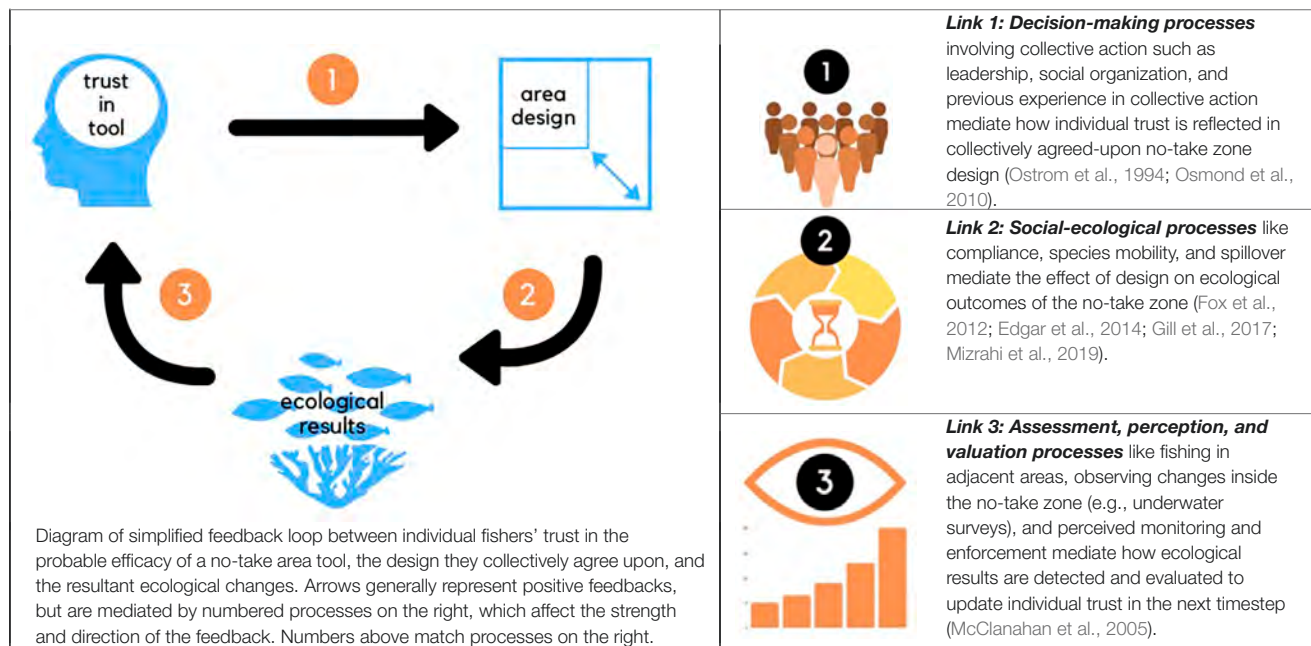 trust
in
tool
1
area
design
3
2
ecological
results
Diagram of simplified feedback loop between individual fishers’ trust in the
probable efficacy of a no-take area tool, the design they collectively agree upon, and
the resultant ecological changes. Arrows generally represent positive feedbacks,
but are mediated by numbered processes on the right, which affect the strength
and direction of the feedback. Numbers above match processes on the right.
1
Link 1: Decision-making processes
involving collective action such as
leadership, social organization, and
previous experience in collective action
mediate how individual trust is reflected in
collectively agreed-upon no-take zone
design (Ostrom et al., 1994; Osmond et al.,
2010).
2
Link 2: Social-ecological processes like
compliance, species mobility, and spillover
mediate the effect of design on ecological
outcomes of the no-take zone (Fox et al.,
2012; Edgar et al., 2014; Gill et al., 2017;
Mizrahi et al., 2019).
3
Link 3: Assessment, perception, and
valuation processes like fishing in
adjacent areas, observing changes inside
the no-take zone (e.g., underwater
surveys), and perceived monitoring and
enforcement mediate how ecological
results are detected and evaluated to
update individual trust in the next timestep
(McClanahan et al., 2005).